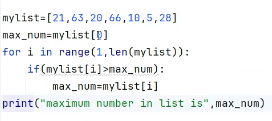 mylist=[21,63,20,66,10,5,28]
max_num=mylist[0]
for i in range(1,len(mylist)):
    if(mylist[i]>max_num):
        max_num=mylist[i]
print("maximum number in list is",max_num)